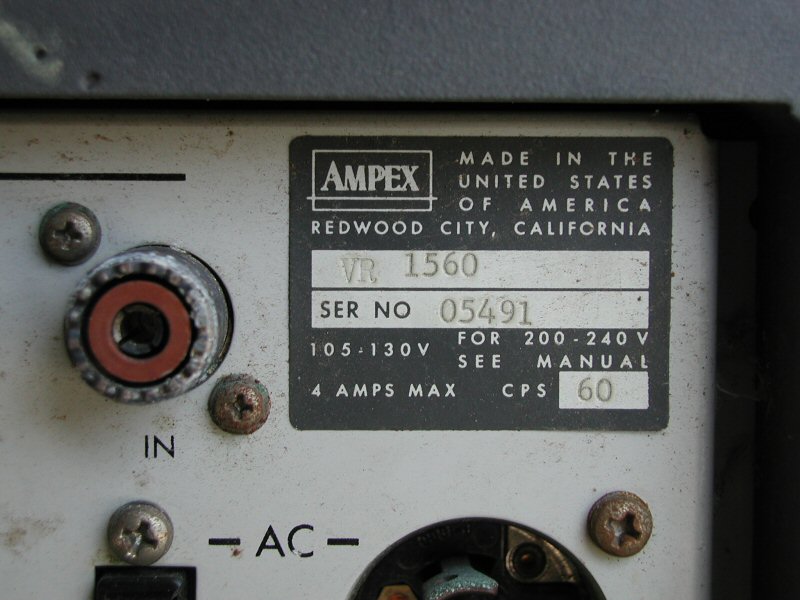 AMPEX
MADE IN THE
UNITED STATES
OF AMERICA
REDWOOD CITY, CALIFORNIA
VR 1560
SER NO 05491
105-130V FOR 200-240V
SEE MANUAL
4 AMPS MAX CPS 60
IN
- AC -